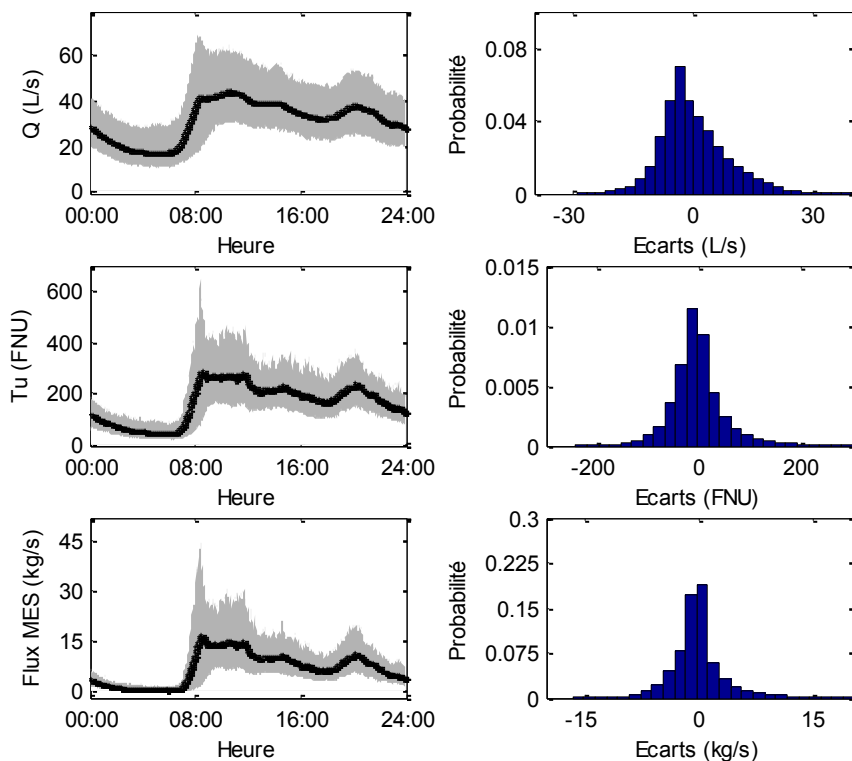 Q (L/s)
60
40
20
0
00:00 08:00 16:00 24:00
Heure
Probabilité
0.08
0.04
0
-30 0 30
Ecarts (L/s)
Tu (FNU)
600
400
200
0
00:00 08:00 16:00 24:00
Heure
Probabilité
0.015
0.01
0.005
0
-200 0 200
Ecarts (FNU)
Flux MES (kg/s)
45
30
15
0
00:00 08:00 16:00 24:00
Heure
Probabilité
0.3
0.225
0.15
0.075
0
-15 0 15
Ecarts (kg/s)